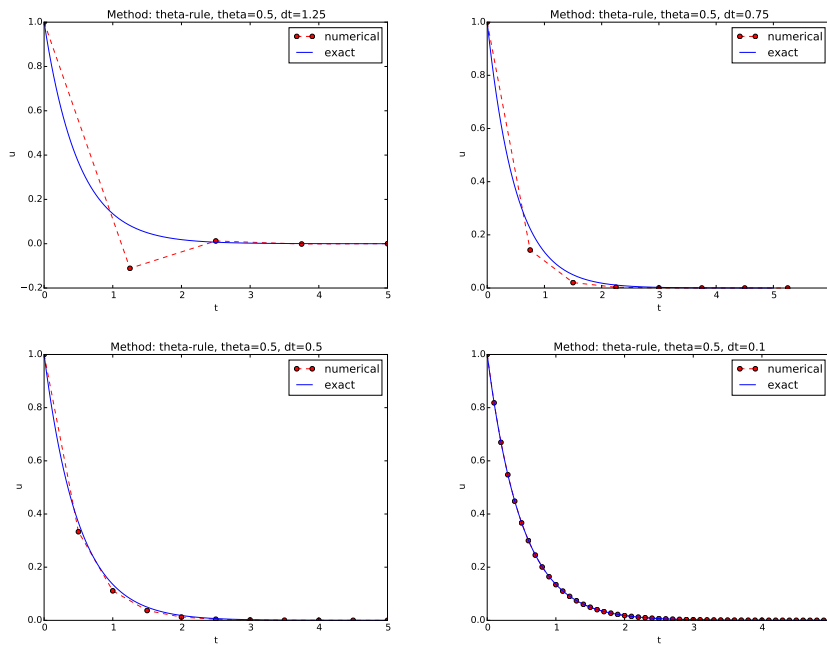 Method: theta-rule, theta=0.5, dt=1.25
1.0
0.8
0.6
0.4
0.2
0.0
−0.2
u
0
1
2
3
4
5
t
numerical
exact
Method: theta-rule, theta=0.5, dt=0.75
1.0
0.8
0.6
0.4
0.2
0.0
u
0
1
2
3
4
5
t
numerical
exact
Method: theta-rule, theta=0.5, dt=0.5
1.0
0.8
0.6
0.4
0.2
0.0
u
0
1
2
3
4
5
t
numerical
exact
Method: theta-rule, theta=0.5, dt=0.1
1.0
0.8
0.6
0.4
0.2
0.0
u
0
1
2
3
4
t
numerical
exact